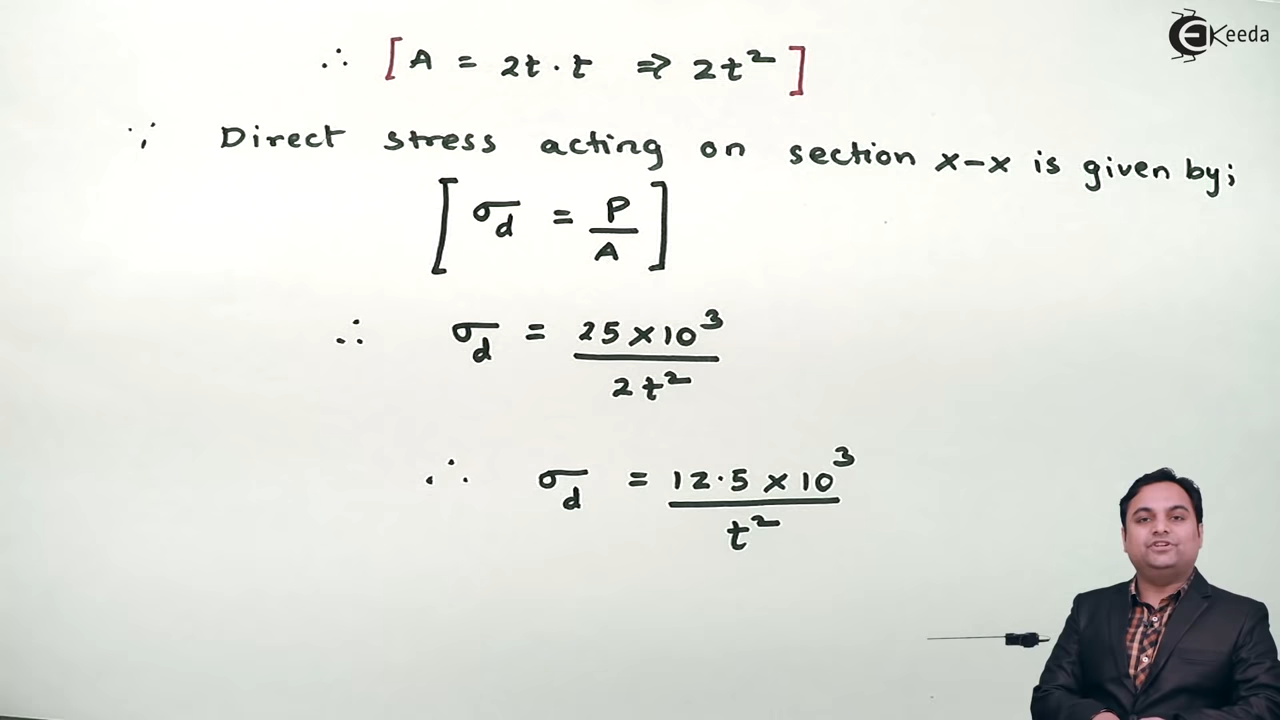 Ekeeda
∴ [A = 2t · t ⇒ 2t²]
∵ Direct stress acting on section x-x is given by;
[σd = P/A]
∴ σd = 25×10³/2t²
∴ σd = 12.5×10³/t²